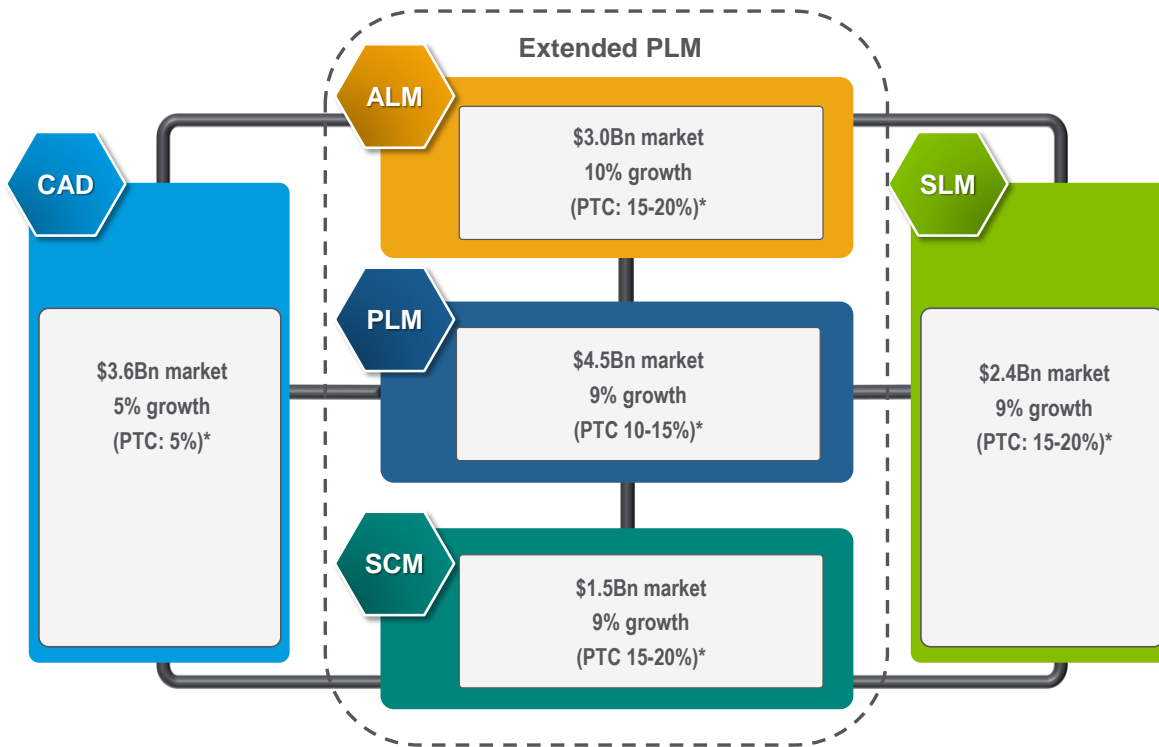 Extended PLM
ALM
$3.0Bn market
10% growth
(PTC: 15-20%)*
CAD
$3.6Bn market
5% growth
(PTC: 5%)*
PLM
$4.5Bn market
9% growth
(PTC 10-15%)*
SLM
$2.4Bn market
9% growth
(PTC: 15-20%)*
SCM
$1.5Bn market
9% growth
(PTC 15-20%)*